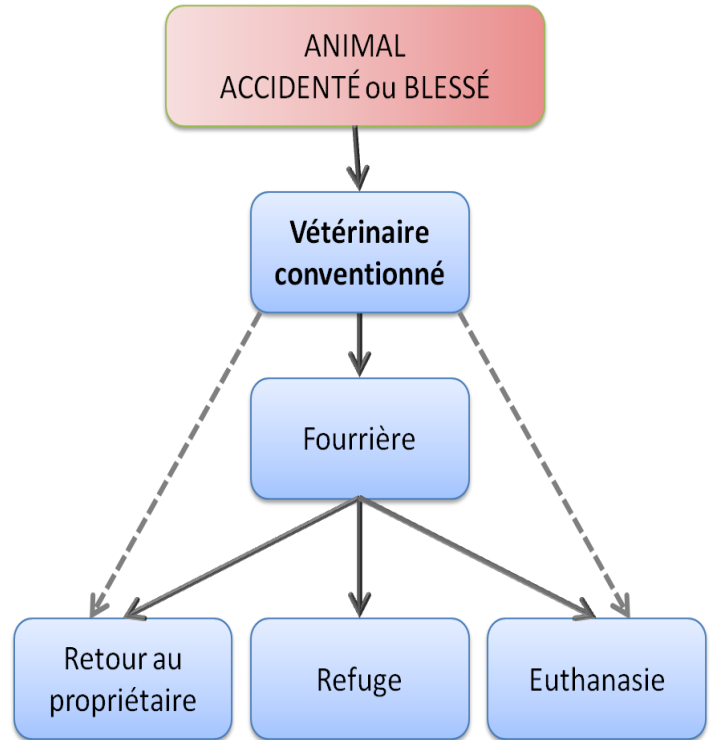 ANIMAL
ACCIDENTÉ ou BLESSÉ
Vétérinaire
conventionné
Fourrière
Retour au
propriétaire
Refuge
Euthanasie